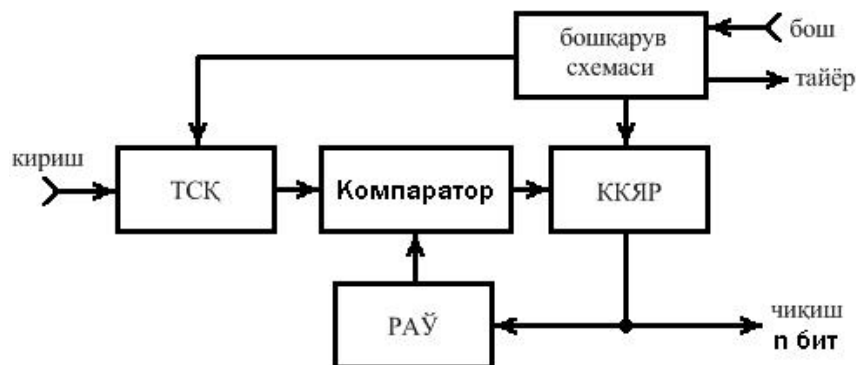 бошқарув
схемаси
бош
тайёр
кириш
ТСҚ
Компаратор
ККЯР
РАЎ
чиқиш
n бит